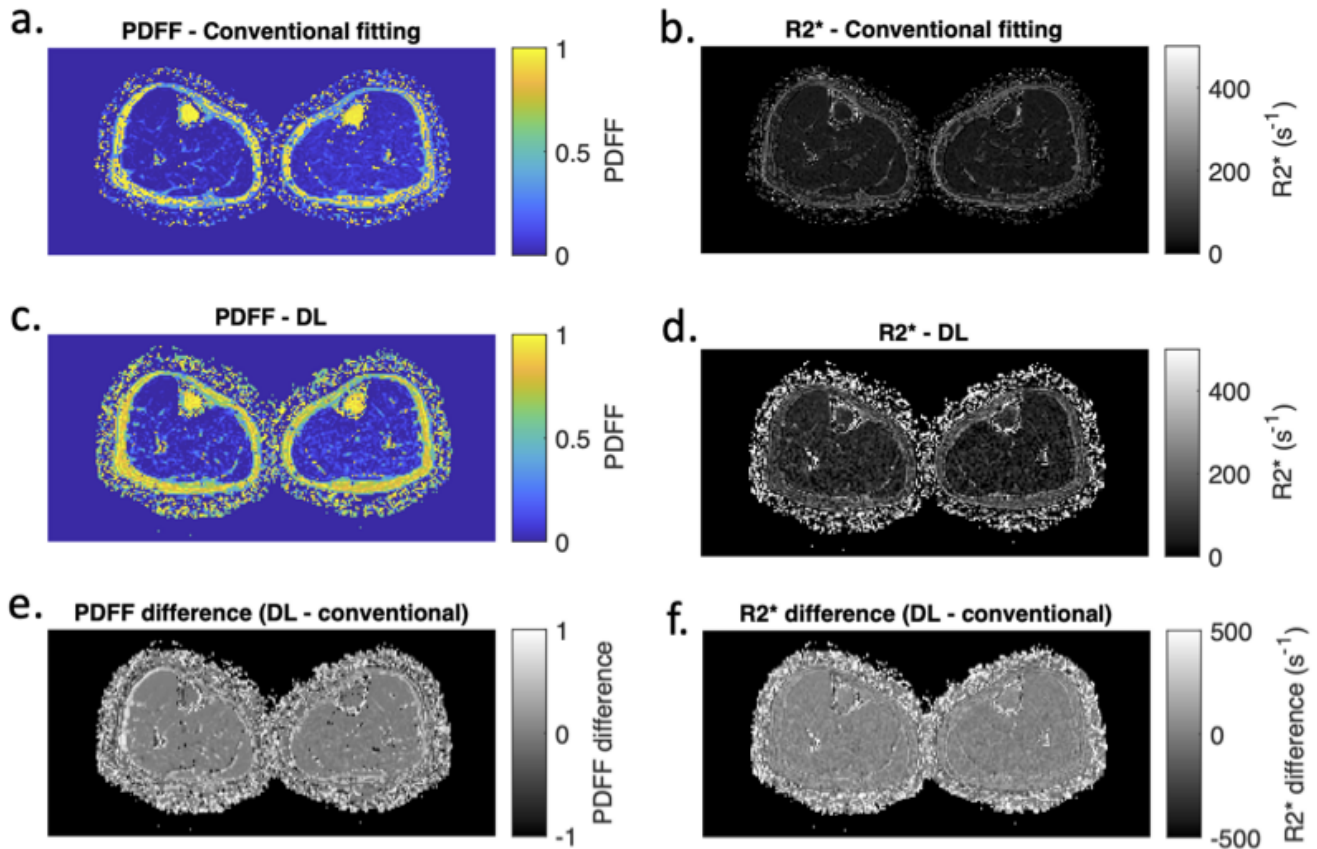 a.
PDFF - Conventional fitting
1
0.5
0
PDFF
b.
R2* - Conventional fitting
400
200
0
R2* (s-1)
c.
PDFF - DL
1
0.5
0
PDFF
d.
R2* - DL
400
200
0
R2* (s-1)
e.
PDFF difference (DL - conventional)
1
0
-1
PDFF difference
f.
R2* difference (DL - conventional)
500
0
-500
R2* difference (s-1)